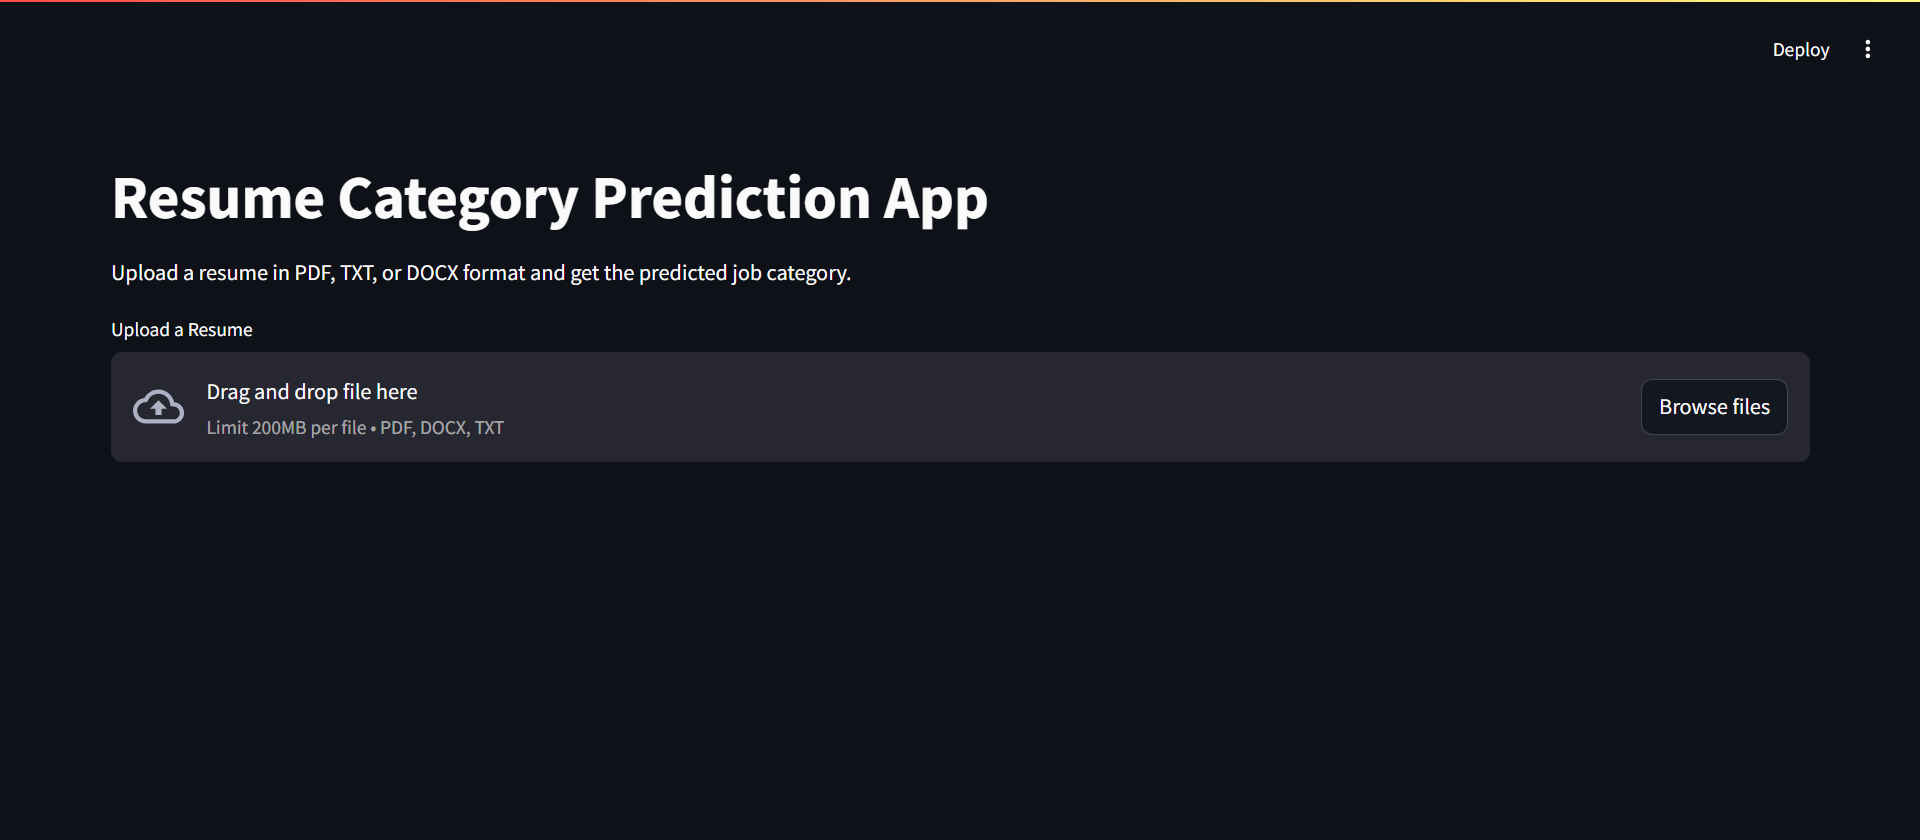 Deploy
Resume Category Prediction App
Upload a resume in PDF, TXT, or DOCX format and get the predicted job category.
Upload a Resume
Drag and drop file here
Limit 200MB per file • PDF, DOCX, TXT
Browse files